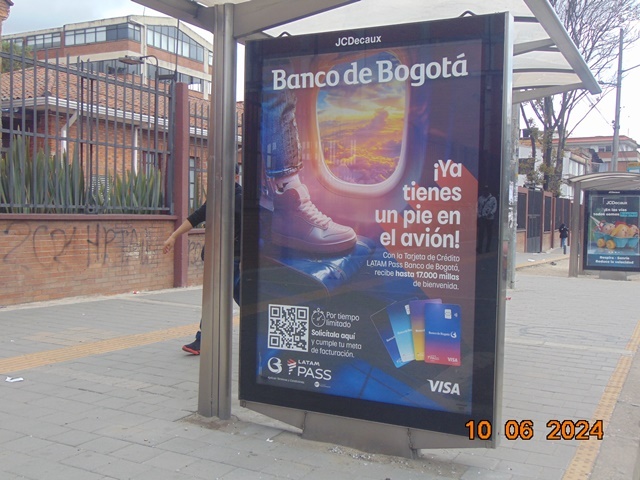 JCDecaux
Banco de Bogotá
¡Ya
tienes
un pie en
el avión!
Con la Tarjeta de Crédito
LATAM Pass Banco de Bogotá,
recibe hasta 17.000 millas
de bienvenida.
Por tiempo
limitado
Solicítala aquí
y cumple tu meta
de facturación.
LATAM
PASS
VISA
JCDecaux
10 06 2024